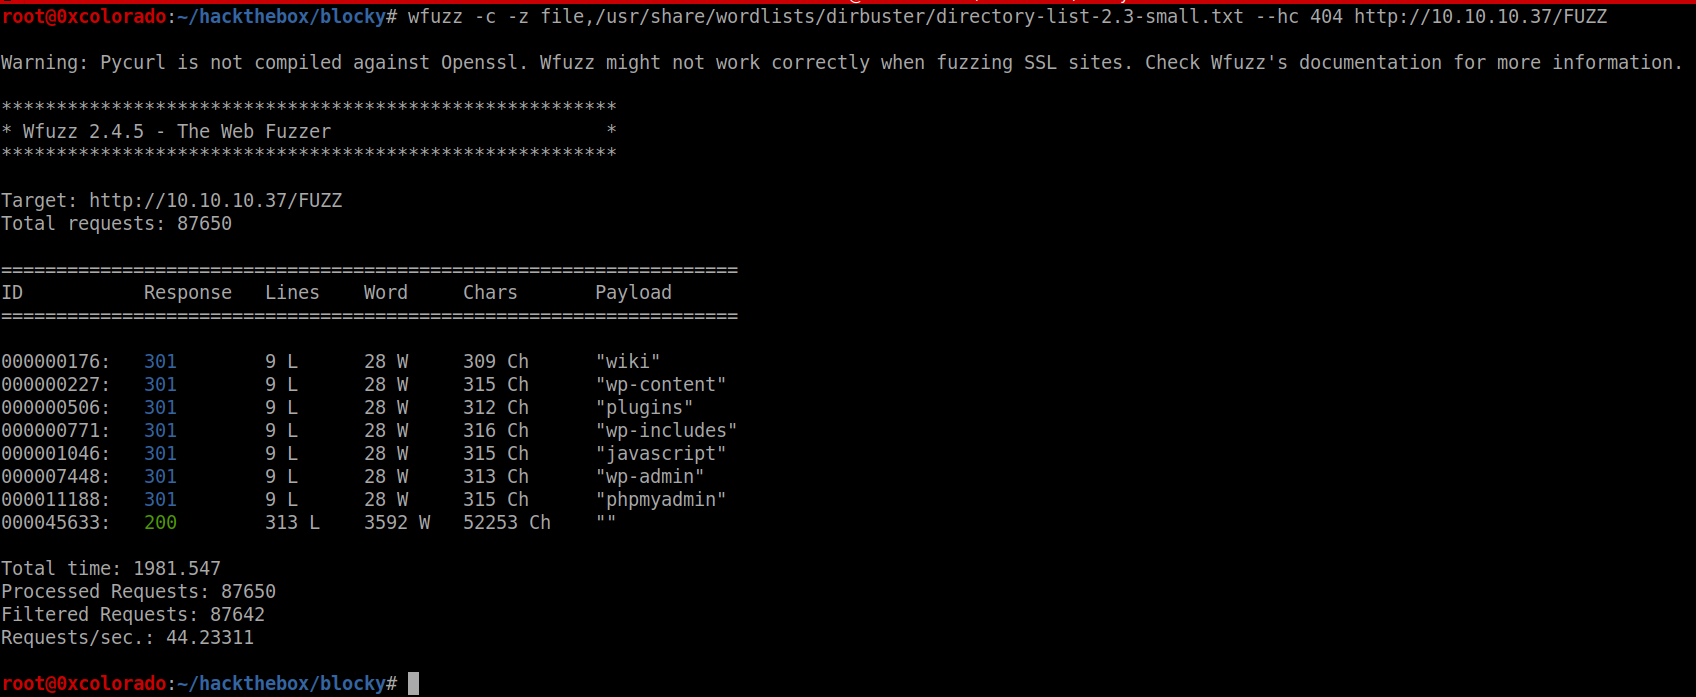 root@0xcolorado:~/hackthebox/blocky# wfuzz -c -z file,/usr/share/wordlists/dirbuster/directory-list-2.3-small.txt --hc 404 http://10.10.10.37/FUZZ
Warning: Pycurl is not compiled against Openssl. Wfuzz might not work correctly when fuzzing SSL sites. Check Wfuzz's documentation for more information.
********************************************************
* Wfuzz 2.4.5 - The Web Fuzzer                         *
********************************************************
Target: http://10.10.10.37/FUZZ
Total requests: 87650
===================================================================
ID           Response   Lines    Word     Chars       Payload
===================================================================
000000176:   301        9 L      28 W     309 Ch      "wiki"
000000227:   301        9 L      28 W     315 Ch      "wp-content"
000000506:   301        9 L      28 W     312 Ch      "plugins"
000000771:   301        9 L      28 W     316 Ch      "wp-includes"
000001046:   301        9 L      28 W     315 Ch      "javascript"
000007448:   301        9 L      28 W     313 Ch      "wp-admin"
000011188:   301        9 L      28 W     315 Ch      "phpmyadmin"
000045633:   200        313 L    3592 W   52253 Ch    ""
Total time: 1981.547
Processed Requests: 87650
Filtered Requests: 87642
Requests/sec.: 44.23311
root@0xcolorado:~/hackthebox/blocky#